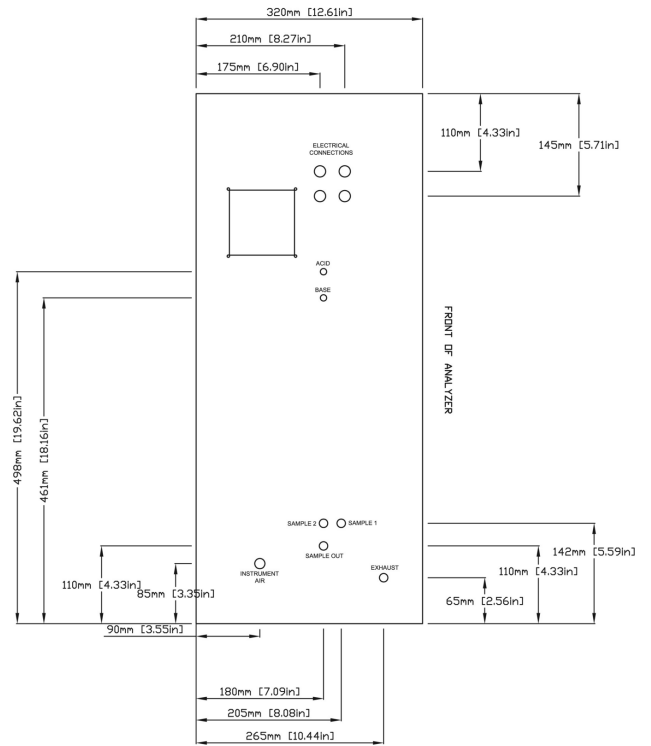 320mm [12.61in]
210mm [8.27in]
175mm [6.90in]
110mm [4.33in]
145mm [5.71in]
ELECTRICAL
CONNECTIONS
ACID
BASE
FRONT OF ANALYZER
498mm [19.62in]
461mm [18.16in]
SAMPLE 2
SAMPLE 1
SAMPLE OUT
INSTRUMENT
AIR
EXHAUST
142mm [5.59in]
110mm [4.33in]
110mm [4.33in]
85mm [3.35in]
65mm [2.56in]
90mm [3.55in]
180mm [7.09in]
205mm [8.08in]
265mm [10.44in]